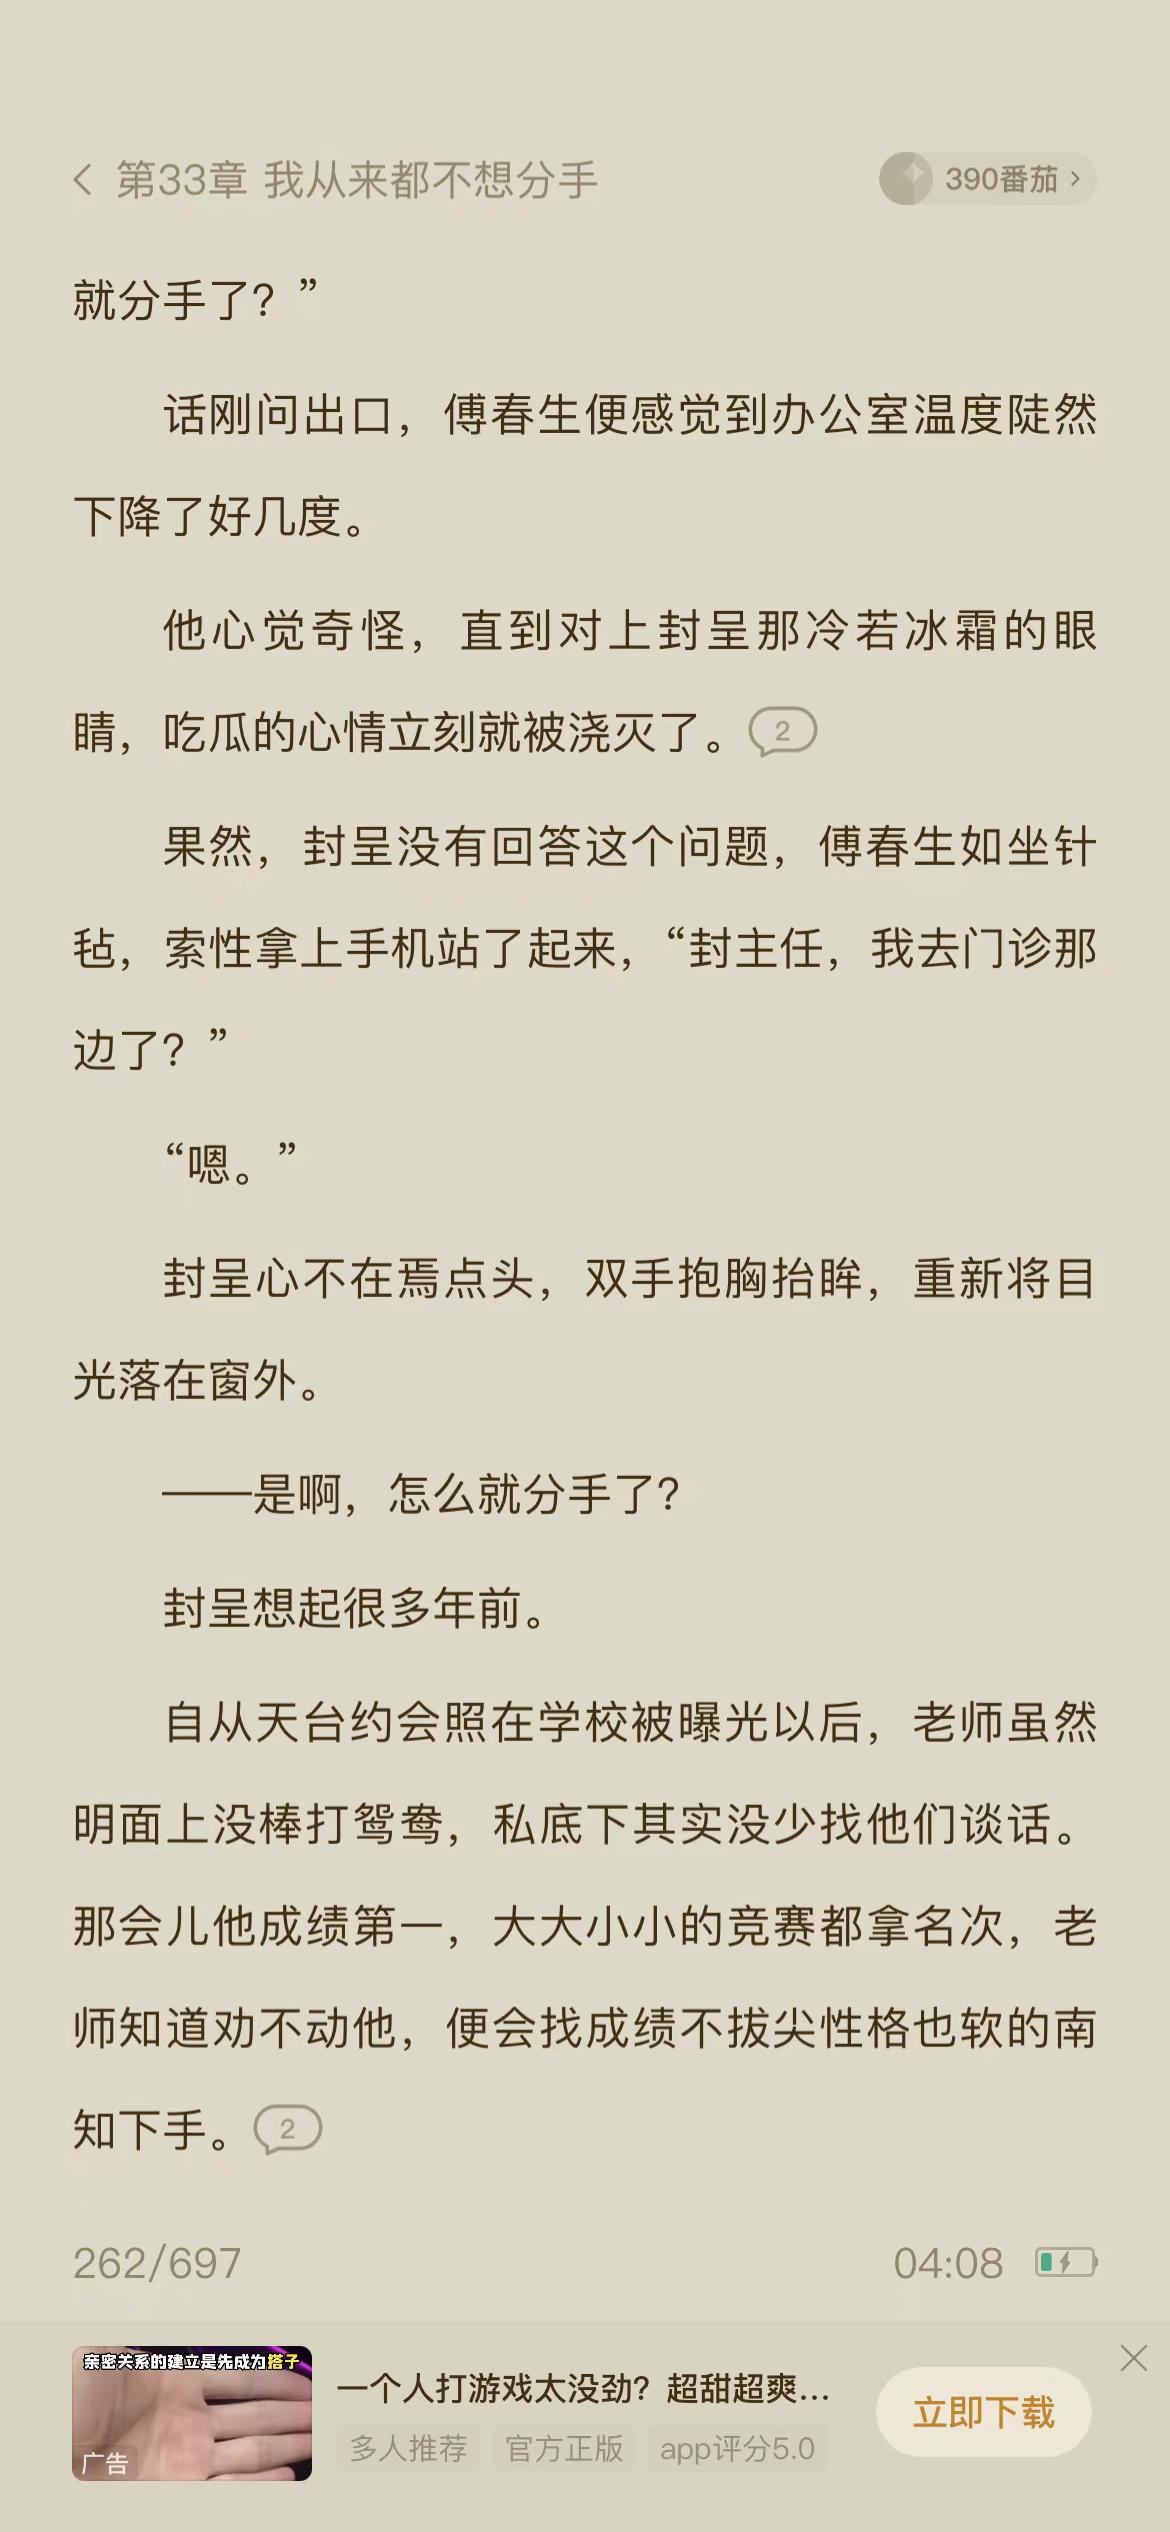 第33章 我从来都不想分手
390番茄
就分手了？”
话刚问出口，傅春生便感觉到办公室温度陡然
下降了好几度。
他心觉奇怪，直到对上封呈那冷若冰霜的眼
睛，吃瓜的心情立刻就被浇灭了。
2
果然，封呈没有回答这个问题，傅春生如坐针
毡，索性拿上手机站了起来，“封主任，我去门诊那
边了？”
“嗯。”
封呈心不在焉点头，双手抱胸抬眸，重新将目
光落在窗外。
——是啊，怎么就分手了？
封呈想起很多年前。
自从天台约会照在学校被曝光以后，老师虽然
明面上没棒打鸳鸯，私底下其实没少找他们谈话。
那会儿他成绩第一，大大小小的竞赛都拿名次，老
师知道劝不动他，便会找成绩不拔尖性格也软的南
知下手。
2
262/697
04:08
亲密关系的建立是先成为搭子
广告
一个人打游戏太没劲？超甜超爽...
多人推荐 官方正版 app评分5.0
立即下载